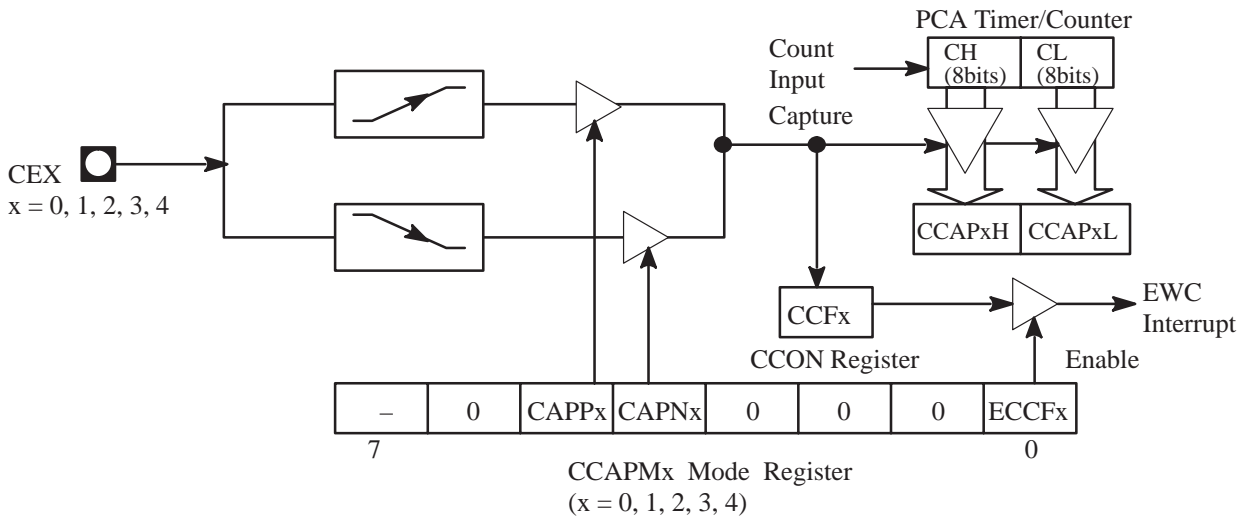 PCA Timer/Counter
Count
Input
CH
(8bits)
CL
(8bits)
Capture
CEX
x = 0, 1, 2, 3, 4
CCAPxH
CCAPxL
CCFx
EWC
Interrupt
CCON Register
Enable
– 0 CAPPx CAPNx 0 0 0 ECCFx
7 0
CCAPMx Mode Register
(x = 0, 1, 2, 3, 4)